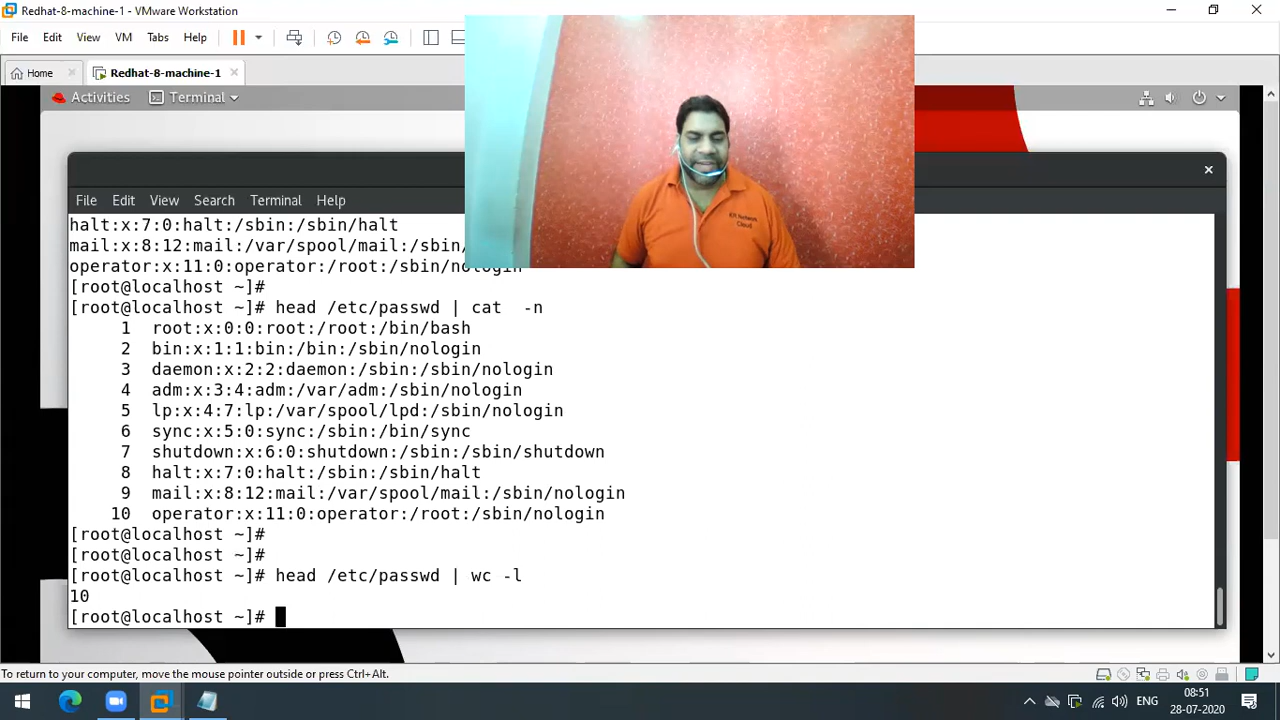 Redhat-8-machine-1 - VMware Workstation
File Edit View VM Tabs Help
Home Redhat-8-machine-1
Activities Terminal
File Edit View Search Terminal Help
halt:x:7:0:halt:/sbin:/sbin/halt
mail:x:8:12:mail:/var/spool/mail:/sbin/
operator:x:11:0:operator:/root:/sbin/nologin
[root@localhost ~]#
[root@localhost ~]# head /etc/passwd | cat  -n
1 root:x:0:0:root:/root:/bin/bash
2 bin:x:1:1:bin:/bin:/sbin/nologin
3 daemon:x:2:2:daemon:/sbin:/sbin/nologin
4 adm:x:3:4:adm:/var/adm:/sbin/nologin
5 lp:x:4:7:lp:/var/spool/lpd:/sbin/nologin
6 sync:x:5:0:sync:/sbin:/bin/sync
7 shutdown:x:6:0:shutdown:/sbin:/sbin/shutdown
8 halt:x:7:0:halt:/sbin:/sbin/halt
9 mail:x:8:12:mail:/var/spool/mail:/sbin/nologin
10 operator:x:11:0:operator:/root:/sbin/nologin
[root@localhost ~]#
[root@localhost ~]#
[root@localhost ~]# head /etc/passwd | wc -l
10
[root@localhost ~]#
To return to your computer, move the mouse pointer outside or press Ctrl+Alt.
ENG
08:51
28-07-2020